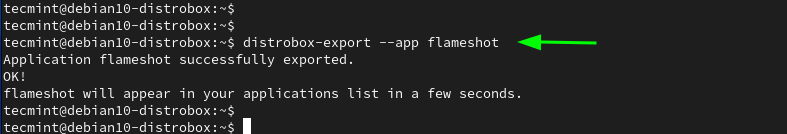 tecmint@debian10-distrobox:~$
tecmint@debian10-distrobox:~$
tecmint@debian10-distrobox:~$ distrobox-export --app flameshot
Application flameshot successfully exported.
OK!
flameshot will appear in your applications list in a few seconds.
tecmint@debian10-distrobox:~$
tecmint@debian10-distrobox:~$